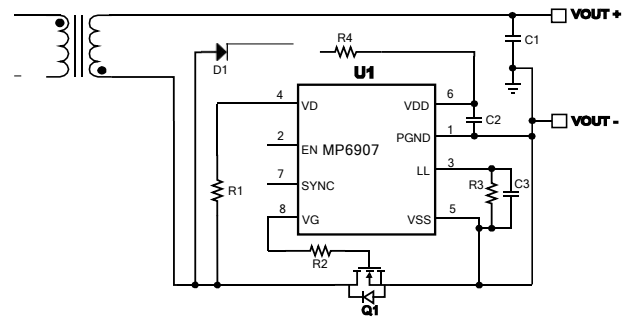 VOUT +
C1
R4
D1
U1
4
VD
VDD
6
C2
VOUT -
PGND
1
2
EN
MP6907
LL
3
7
SYNC
R3
C3
R1
8
VG
VSS
5
R2
Q1